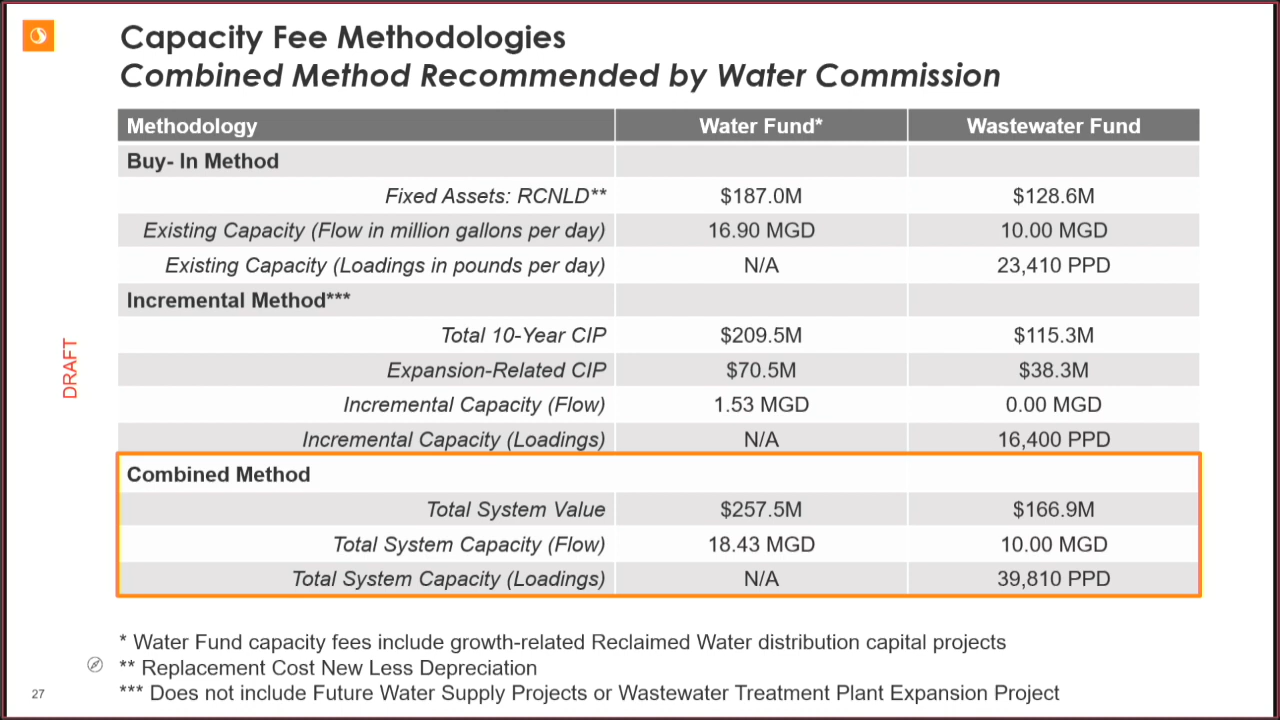 Capacity Fee Methodologies
Combined Method Recommended by Water Commission
Methodology Water Fund* Wastewater Fund
Buy- In Method
Fixed Assets: RCNLD** $187.0M $128.6M
Existing Capacity (Flow in million gallons per day) 16.90 MGD 10.00 MGD
Existing Capacity (Loadings in pounds per day) N/A 23,410 PPD
Incremental Method***
Total 10-Year CIP $209.5M $115.3M
Expansion-Related CIP $70.5M $38.3M
Incremental Capacity (Flow) 1.53 MGD 0.00 MGD
Incremental Capacity (Loadings) N/A 16,400 PPD
Combined Method
Total System Value $257.5M $166.9M
Total System Capacity (Flow) 18.43 MGD 10.00 MGD
Total System Capacity (Loadings) N/A 39,810 PPD
DRAFT
* Water Fund capacity fees include growth-related Reclaimed Water distribution capital projects
** Replacement Cost New Less Depreciation
*** Does not include Future Water Supply Projects or Wastewater Treatment Plant Expansion Project
27